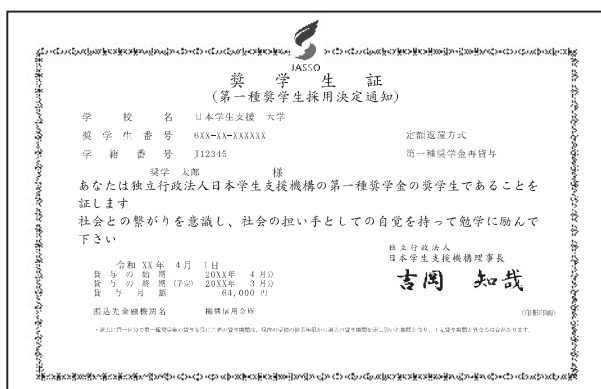 JASSO
奨学生証
(第一種奨学生採用決定通知)
学校名 日本学生支援 大学
奨学生番号 6XX-XX-XXXXXX 定額返還方式
学籍番号 J12345 第一種奨学金再貸与
奨学 太郎 様
あなたは独立行政法人日本学生支援機構の第一種奨学金の奨学生であることを
証します
社会との繋がりを意識し、社会の担い手としての自覚を持って勉学に励んで
下さい
独立行政法人
日本学生支援機構理事長
吉岡 知哉
令和 XX年 4月 1日
貸与の始期 20XX年 4月分
貸与の終期(予定) 20XX年 3月分
貸与月額 64,000 円
振込先金融機関名 機構信用金庫
(印影印刷)